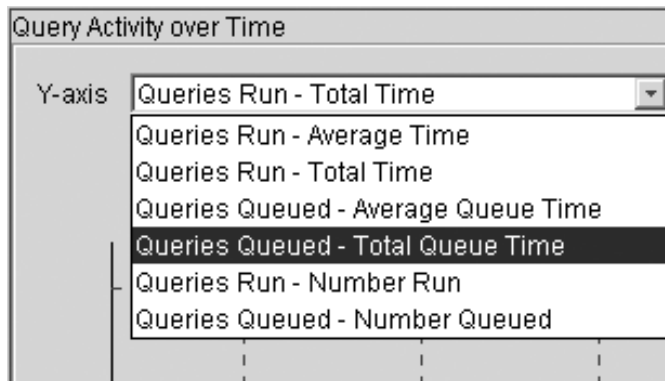 Query Activity over Time
Y-axis Queries Run - Total Time
Queries Run - Average Time
Queries Run - Total Time
Queries Queued - Average Queue Time
Queries Queued - Total Queue Time
Queries Run - Number Run
Queries Queued - Number Queued